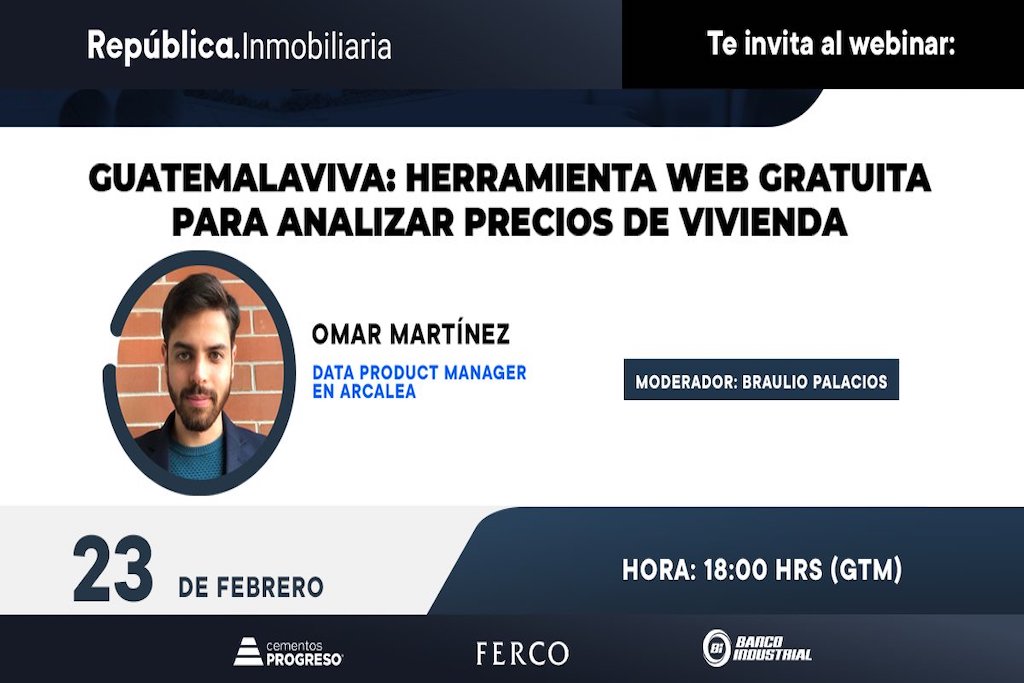 República.Inmobiliaria
Te invita al webinar:
GUATEMALAVIVA: HERRAMIENTA WEB GRATUITA
PARA ANALIZAR PRECIOS DE VIVIENDA
OMAR MARTÍNEZ
DATA PRODUCT MANAGER
EN ARCALEA
MODERADOR: BRAULIO PALACIOS
23 DE FEBRERO
HORA: 18:00 HRS (GTM)
cementos
PROGRESO
FERCO
Bi
BANCO
INDUSTRIAL